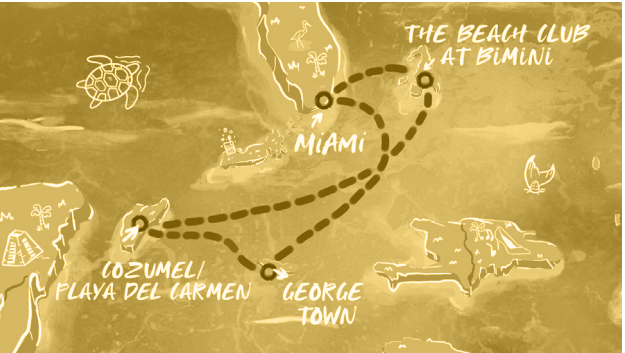 THE BEACH CLUB
AT BIMINI
MIAMI
COZUMEL/
PLAYA DEL CARMEN
GEORGE
TOWN